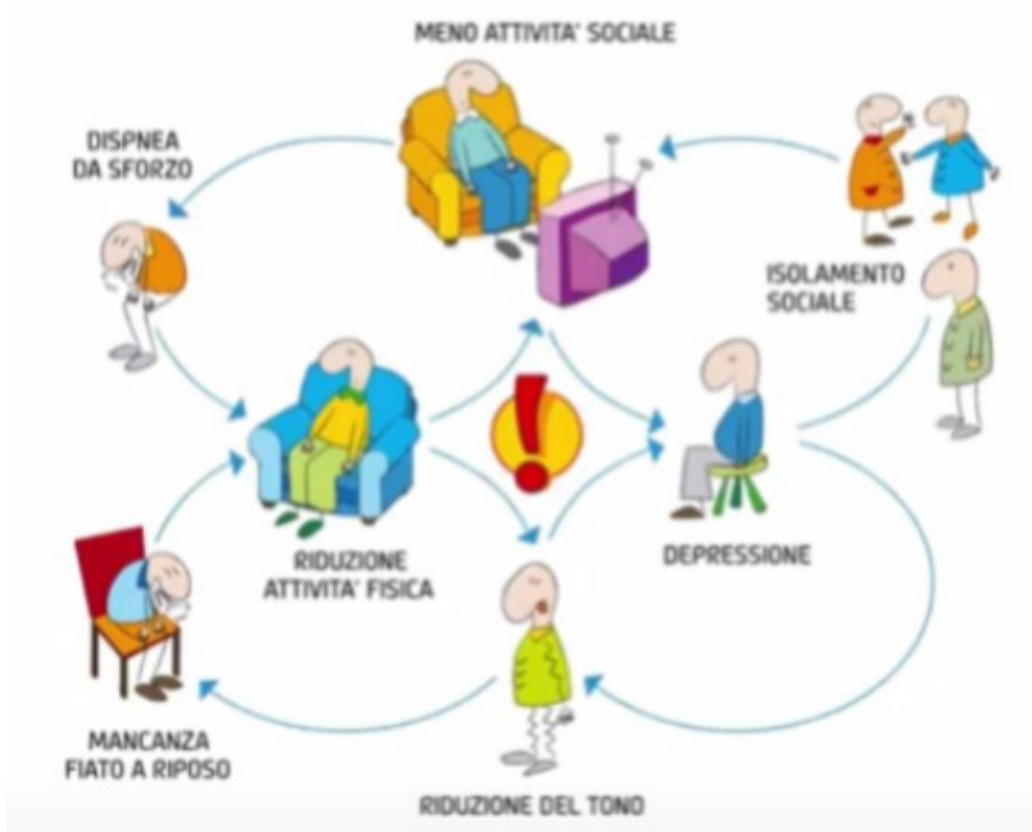 MENO ATTIVITA' SOCIALE
DISPNEA
DA SFORZO
ISOLAMENTO
SOCIALE
RIDUZIONE
ATTIVITA' FISICA
DEPRESSIONE
MANCANZA
FIATO A RIPOSO
RIDUZIONE DEL TONO